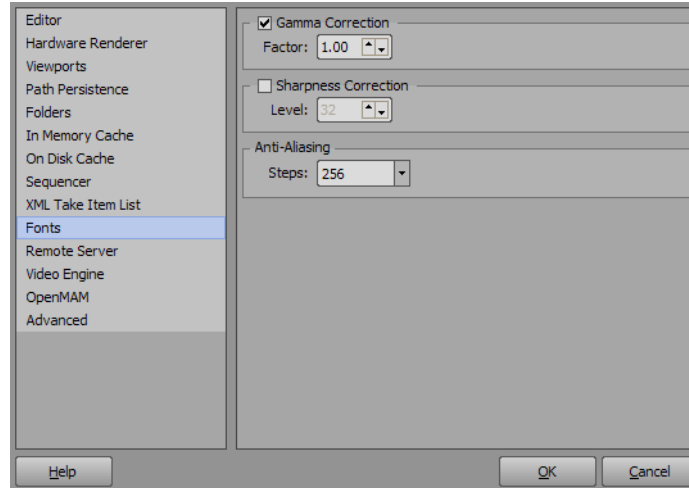 Editor
Hardware Renderer
Viewports
Path Persistence
Folders
In Memory Cache
On Disk Cache
Sequencer
XML Take Item List
Fonts
Remote Server
Video Engine
OpenMAM
Advanced
Gamma Correction
Factor: 1.00
Sharpness Correction
Level: 32
Anti-Aliasing
Steps: 256
Help
OK
Cancel